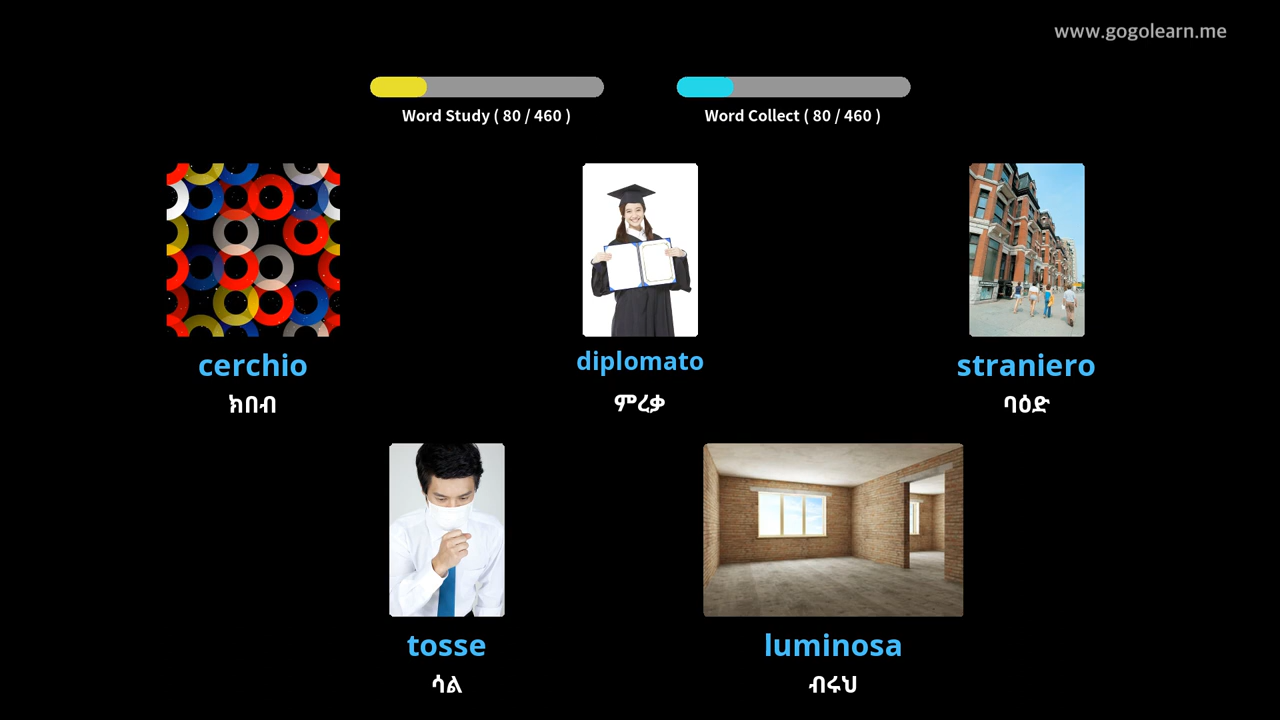 www.gogolearn.me
Word Study ( 80 / 460 )
Word Collect ( 80 / 460 )
cerchio
ክበብ
diplomato
ምረቃ
straniero
ባዕድ
tosse
ሳል
luminosa
ብሩህ